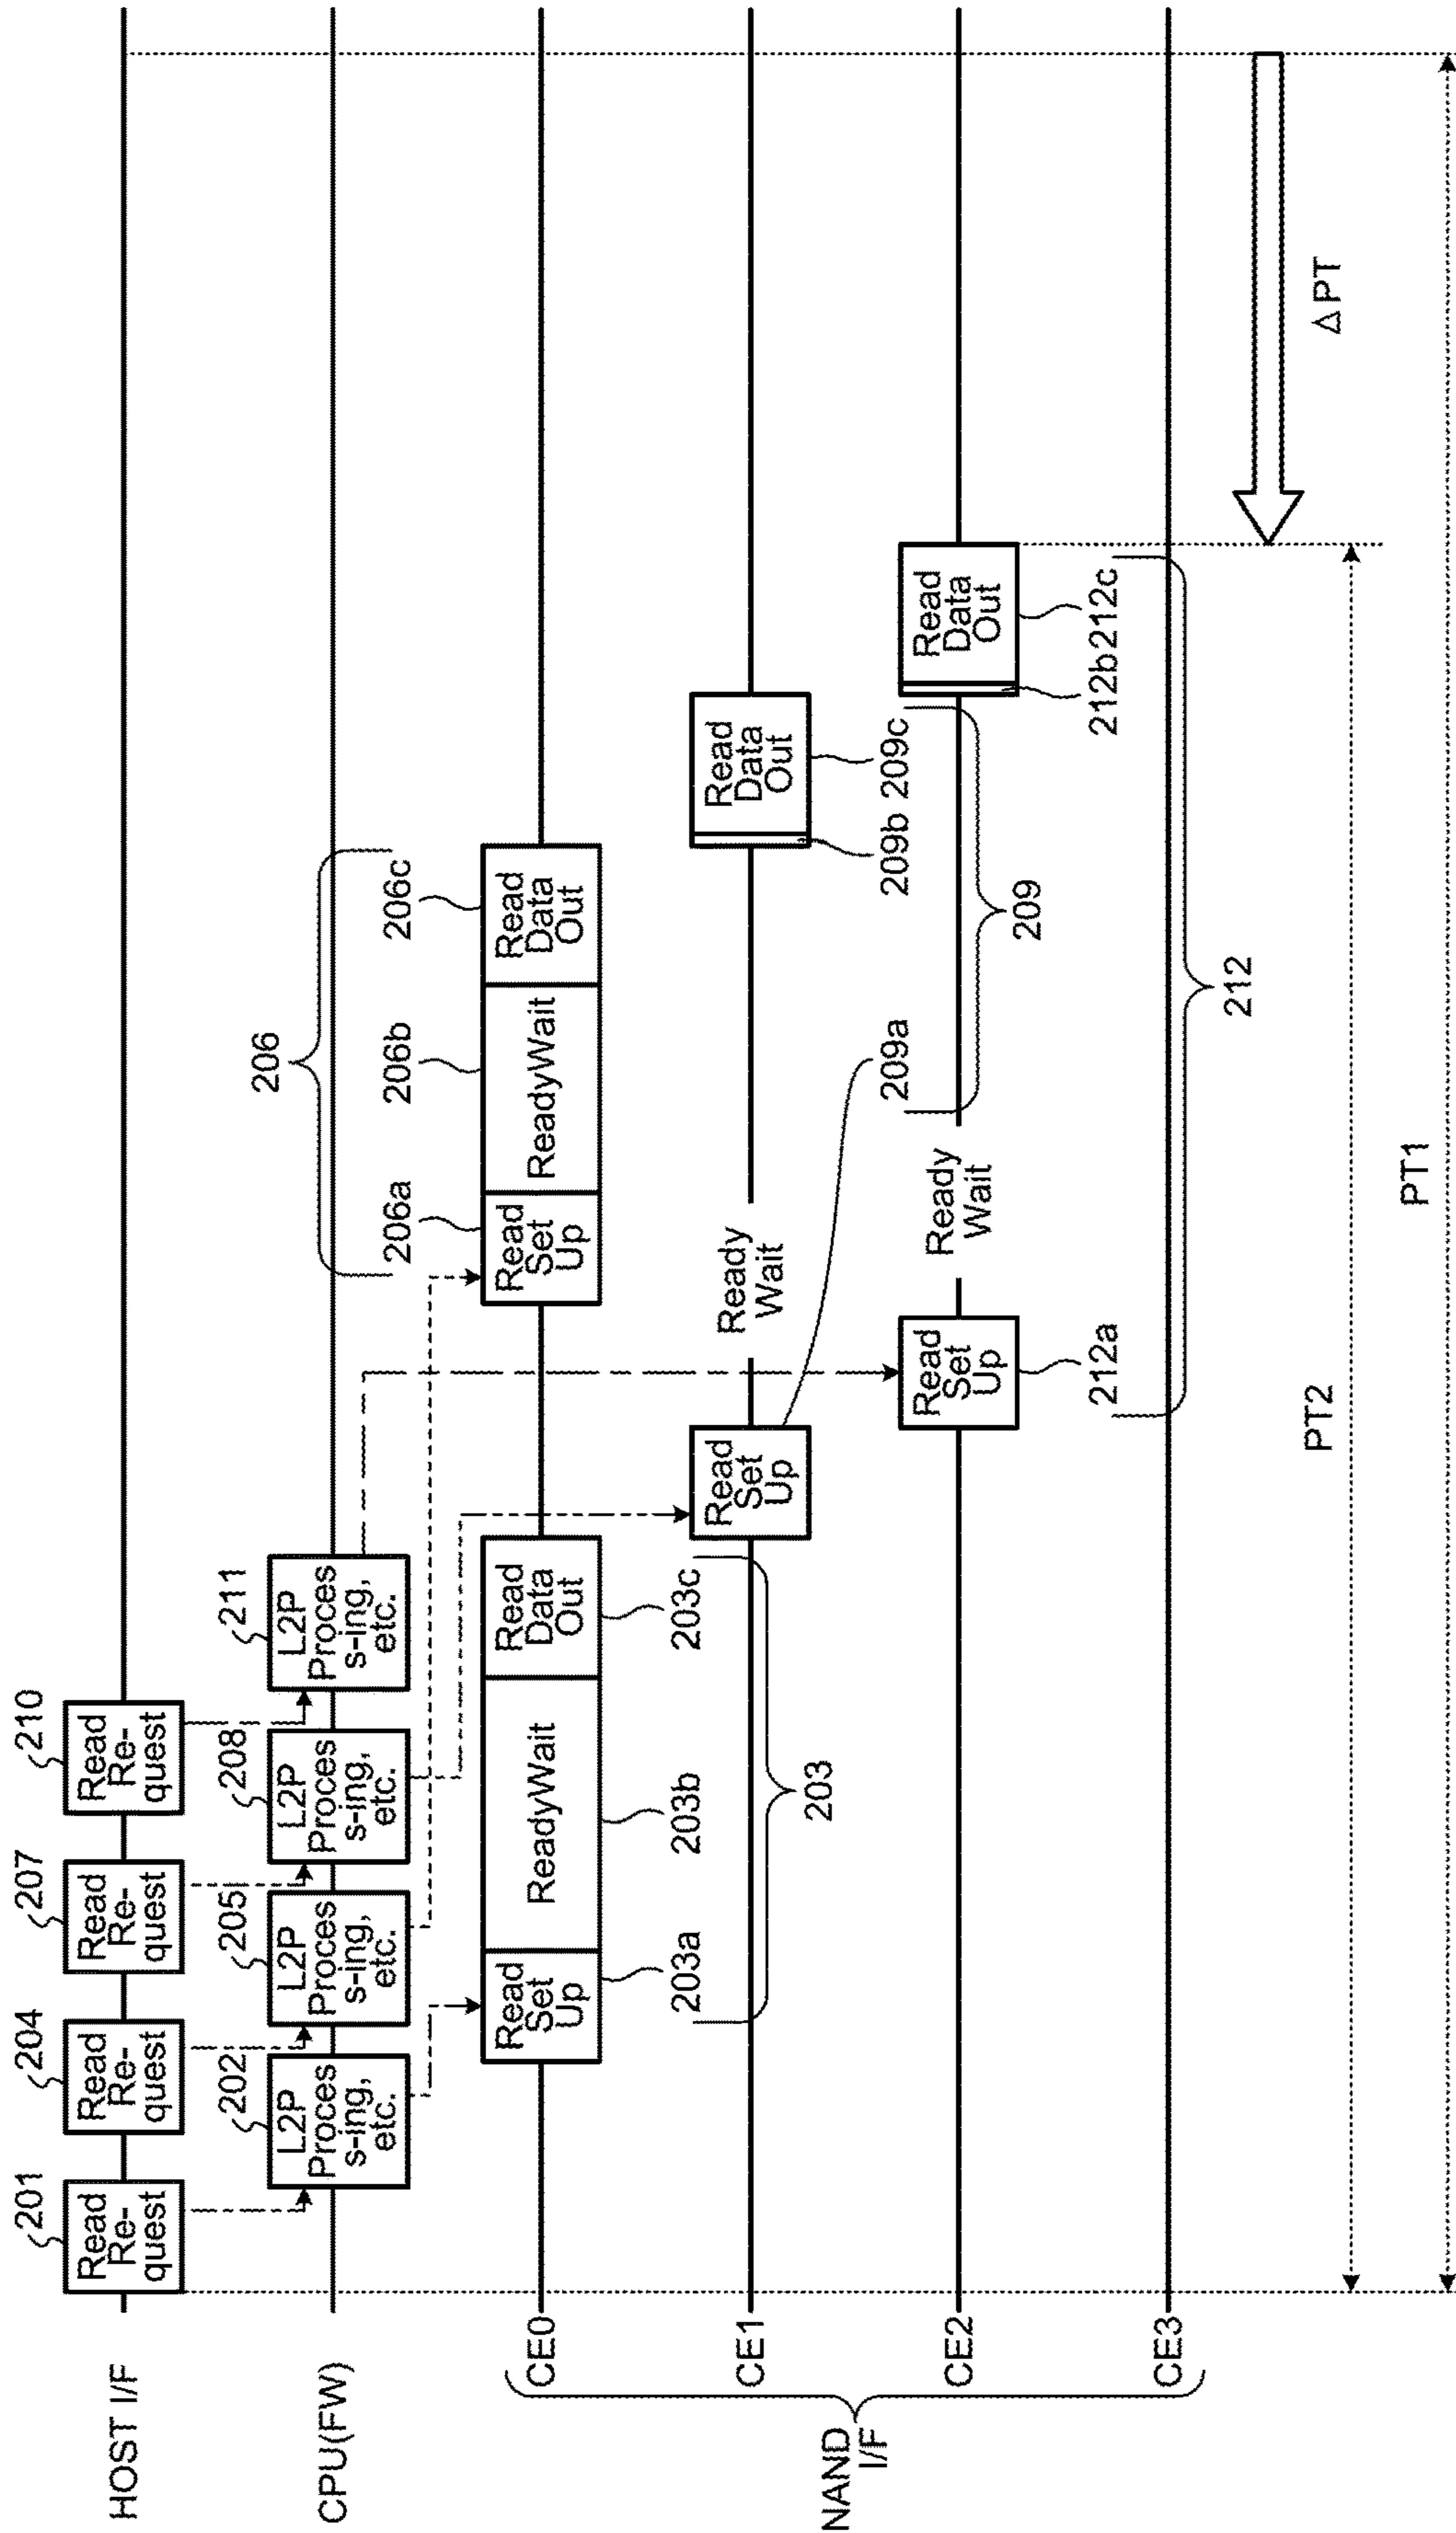 HOST I/F
201
Read
Re-
quest
204
Read
Re-
quest
207
Read
Re-
quest
210
Read
Re-
quest
CPU(FW)
202
L2P
Proces
s-ing,
etc.
205
L2P
Proces
s-ing,
etc.
208
L2P
Proces
s-ing,
etc.
211
L2P
Proces
s-ing,
etc.
206
206a
206b
206c
NAND
I/F
CE0
Read
Set
Up
ReadyWait
Read
Data
Out
Read
Set
Up
ReadyWait
Read
Data
Out
203a
203b
203c
203
CE1
Read
Set
Up
Ready
Wait
Read
Data
Out
209a
209b
209c
CE2
Read
Set
Up
Ready
Wait
Read
Data
Out
209
212a
212b
212c
CE3
212
ΔPT
PT2
PT1